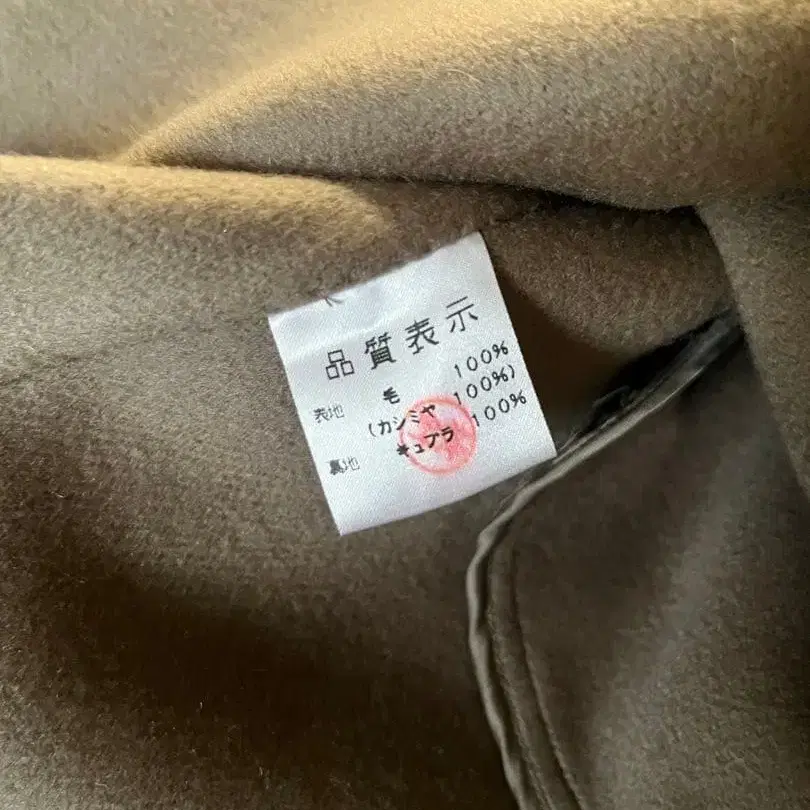 品質表示
表地 毛 100%
(カシミヤ 100%)
裏地 キュプラ 100%